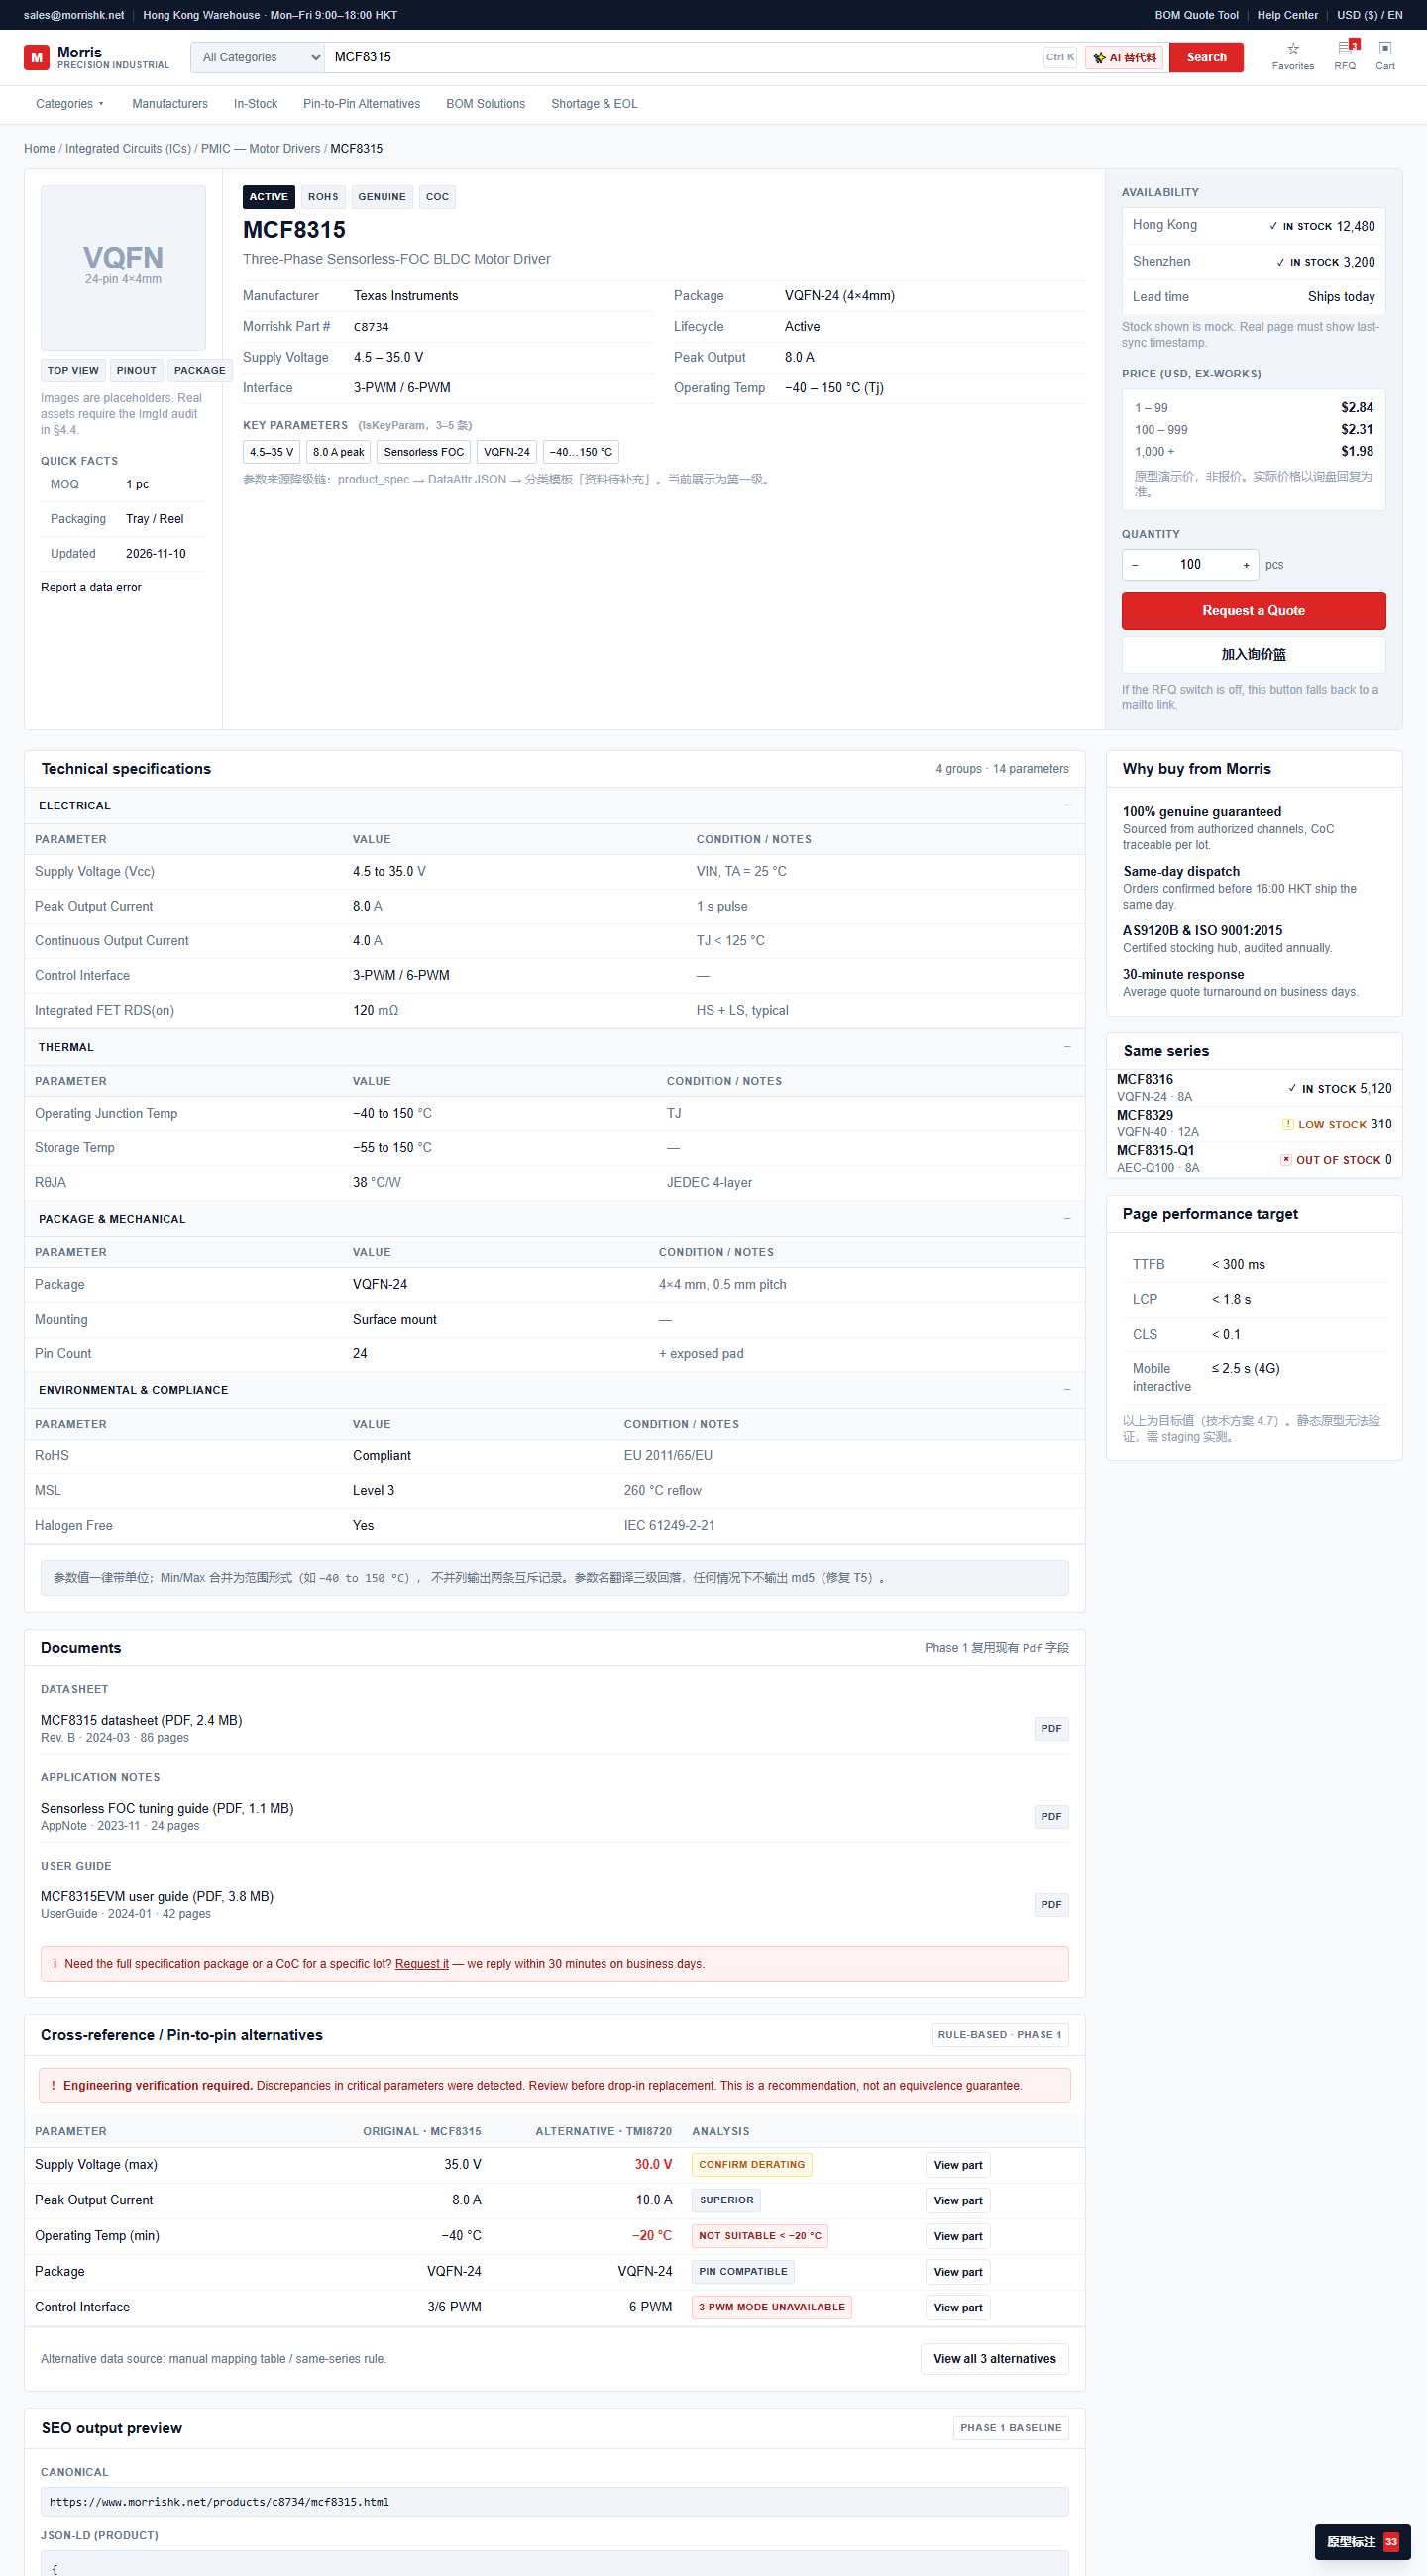 sales@morrishk.net | Hong Kong Warehouse · Mon–Fri 9:00–18:00 HKT
BOM Quote Tool | Help Center | USD ($) / EN
M
Morris
PRECISION INDUSTRIAL
All Categories
MCF8315
Ctrl K
AI 替代料
Search
Favorites
3
RFQ
Cart
Categories
Manufacturers
In-Stock
Pin-to-Pin Alternatives
BOM Solutions
Shortage & EOL
Home / Integrated Circuits (ICs) / PMIC — Motor Drivers / MCF8315
VQFN
24-pin 4×4mm
TOP VIEW
PINOUT
PACKAGE
Images are placeholders. Real
assets require the ImgId audit
in §4.4.
QUICK FACTS
MOQ 1 pc
Packaging Tray / Reel
Updated 2026-11-10
Report a data error
ACTIVE
ROHS
GENUINE
COC
MCF8315
Three-Phase Sensorless-FOC BLDC Motor Driver
Manufacturer Texas Instruments
Package VQFN-24 (4×4mm)
Morrishk Part # C8734
Lifecycle Active
Supply Voltage 4.5 – 35.0 V
Peak Output 8.0 A
Interface 3-PWM / 6-PWM
Operating Temp −40 – 150 °C (Tj)
KEY PARAMETERS (IsKeyParam，3–5 条)
4.5–35 V
8.0 A peak
Sensorless FOC
VQFN-24
−40…150 °C
参数来源降级链：product_spec → DataAttr JSON → 分类模板「资料待补充」。当前展示为第一级。
AVAILABILITY
Hong Kong ✓ IN STOCK 12,480
Shenzhen ✓ IN STOCK 3,200
Lead time Ships today
Stock shown is mock. Real page must show last-
sync timestamp.
PRICE (USD, EX-WORKS)
1 – 99 $2.84
100 – 999 $2.31
1,000 + $1.98
原型演示价，非报价。实际价格以询盘回复为
准。
QUANTITY
− 100 + pcs
Request a Quote
加入询价篮
If the RFQ switch is off, this button falls back to a
mailto link.
Technical specifications
4 groups · 14 parameters
ELECTRICAL –
PARAMETER VALUE CONDITION / NOTES
Supply Voltage (Vcc) 4.5 to 35.0 V VIN, TA = 25 °C
Peak Output Current 8.0 A 1 s pulse
Continuous Output Current 4.0 A TJ < 125 °C
Control Interface 3-PWM / 6-PWM —
Integrated FET RDS(on) 120 mΩ HS + LS, typical
THERMAL –
PARAMETER VALUE CONDITION / NOTES
Operating Junction Temp −40 to 150 °C TJ
Storage Temp −55 to 150 °C —
RθJA 38 °C/W JEDEC 4-layer
PACKAGE & MECHANICAL –
PARAMETER VALUE CONDITION / NOTES
Package VQFN-24 4×4 mm, 0.5 mm pitch
Mounting Surface mount —
Pin Count 24 + exposed pad
ENVIRONMENTAL & COMPLIANCE –
PARAMETER VALUE CONDITION / NOTES
RoHS Compliant EU 2011/65/EU
MSL Level 3 260 °C reflow
Halogen Free Yes IEC 61249-2-21
参数值一律带单位；Min/Max 合并为范围形式（如 −40 to 150 °C），不并列输出两条互斥记录。参数名翻译三级回落，任何情况下不输出 md5（修复 T5）。
Why buy from Morris
100% genuine guaranteed
Sourced from authorized channels, CoC
traceable per lot.
Same-day dispatch
Orders confirmed before 16:00 HKT ship the
same day.
AS9120B & ISO 9001:2015
Certified stocking hub, audited annually.
30-minute response
Average quote turnaround on business days.
Same series
MCF8316
VQFN-24 · 8A
✓ IN STOCK 5,120
MCF8329
VQFN-40 · 12A
! LOW STOCK 310
MCF8315-Q1
AEC-Q100 · 8A
× OUT OF STOCK 0
Page performance target
TTFB < 300 ms
LCP < 1.8 s
CLS < 0.1
Mobile
interactive
≤ 2.5 s (4G)
以上为目标值（技术方案 4.7）。静态原型无法验
证，需 staging 实测。
Documents
Phase 1 复用现有 Pdf 字段
DATASHEET
MCF8315 datasheet (PDF, 2.4 MB)
Rev. B · 2024-03 · 86 pages
PDF
APPLICATION NOTES
Sensorless FOC tuning guide (PDF, 1.1 MB)
AppNote · 2023-11 · 24 pages
PDF
USER GUIDE
MCF8315EVM user guide (PDF, 3.8 MB)
UserGuide · 2024-01 · 42 pages
PDF
i Need the full specification package or a CoC for a specific lot? Request it — we reply within 30 minutes on business days.
Cross-reference / Pin-to-pin alternatives
RULE-BASED · PHASE 1
! Engineering verification required. Discrepancies in critical parameters were detected. Review before drop-in replacement. This is a recommendation, not an equivalence guarantee.
PARAMETER ORIGINAL · MCF8315 ALTERNATIVE · TMI8720 ANALYSIS
Supply Voltage (max) 35.0 V 30.0 V CONFIRM DERATING View part
Peak Output Current 8.0 A 10.0 A SUPERIOR View part
Operating Temp (min) −40 °C −20 °C NOT SUITABLE < −20 °C View part
Package VQFN-24 VQFN-24 PIN COMPATIBLE View part
Control Interface 3/6-PWM 6-PWM 3-PWM MODE UNAVAILABLE View part
Alternative data source: manual mapping table / same-series rule.
View all 3 alternatives
SEO output preview
PHASE 1 BASELINE
CANONICAL
https://www.morrishk.net/products/c8734/mcf8315.html
JSON-LD (PRODUCT)
{
原型标注 33